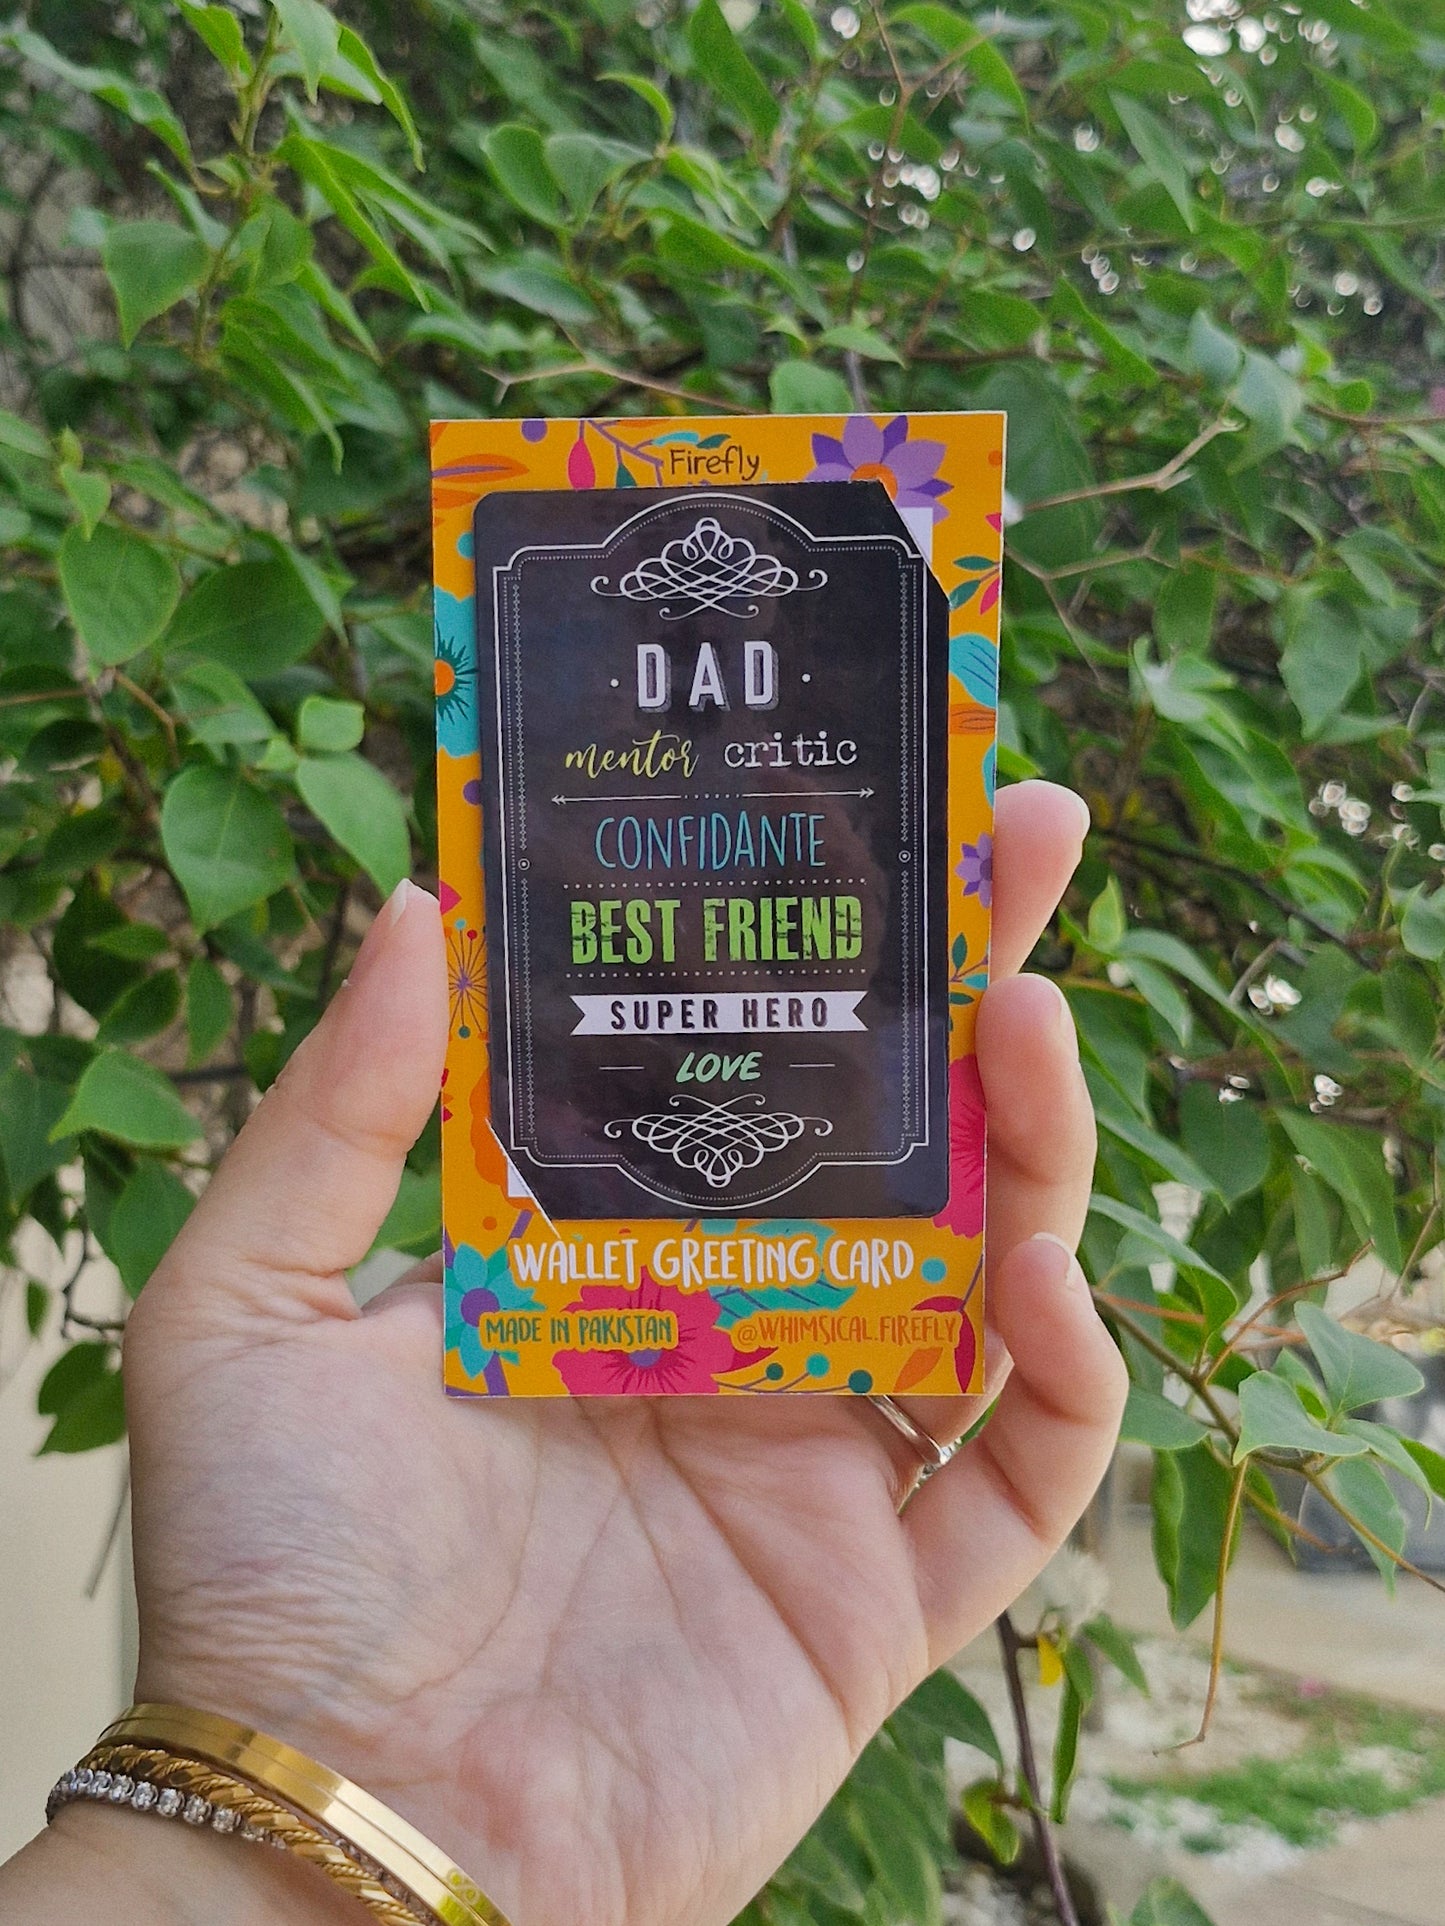 Firefly
· DAD ·
mentor critic
CONFIDANTE
BEST FRIEND
SUPER HERO
LOVE
WALLET GREETING CARD
MADE IN PAKISTAN @WHIMSICAL.FIREFLY